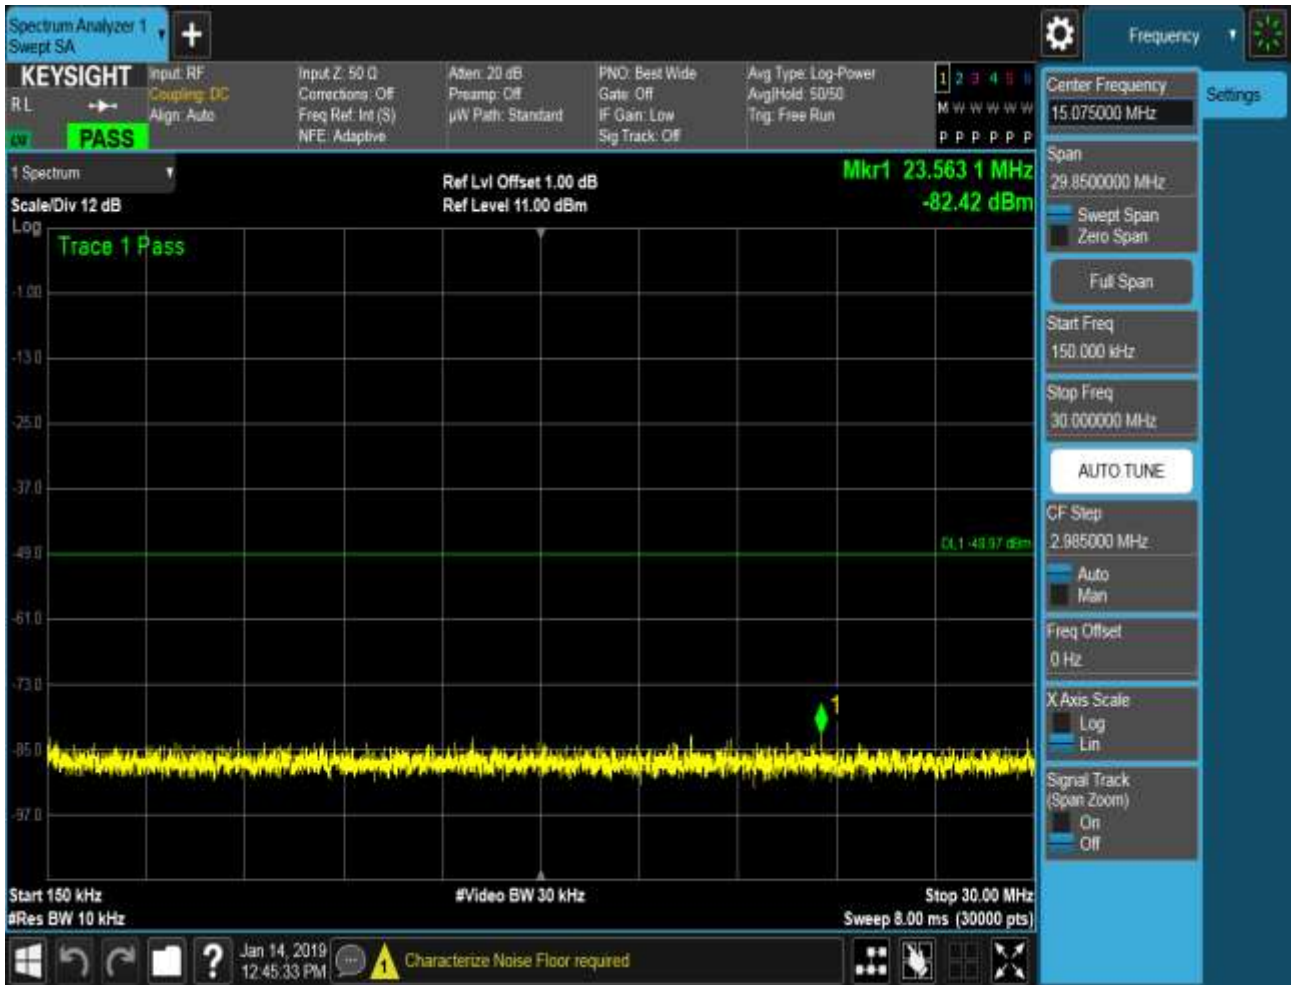 Spectrum Analyzer 1
Swept SA
Frequency
KEYSIGHT
R L
PASS
Input: RF
Coupling: DC
Align: Auto
Input Z: 50 Ω
Corrections: Off
Freq Ref: Int (S)
NFE: Adaptive
Atten: 20 dB
Preamp: Off
µW Path: Standard
PNO: Best Wide
Gate: Off
IF Gain: Low
Sig Track: Off
Avg Type: Log-Power
Avg|Hold: 50/50
Trig: Free Run
1 2 3 4 5 6
M W W W W W
P P P P P P
1 Spectrum
Scale/Div 12 dB
Ref Lvl Offset 1.00 dB
Ref Level 11.00 dBm
Mkr1 23.563 1 MHz
-82.42 dBm
Log
Trace 1 Pass
-1.00
-13.0
-25.0
-37.0
DL1 -49.97 dBm
-49.0
-61.0
-73.0
1
-85.0
-97.0
Start 150 kHz
#Video BW 30 kHz
Stop 30.00 MHz
#Res BW 10 kHz
Sweep 8.00 ms (30000 pts)
?
Jan 14, 2019
12:45:33 PM
1
Characterize Noise Floor required
Center Frequency
15.075000 MHz
Settings
Span
29.8500000 MHz
Swept Span
Zero Span
Full Span
Start Freq
150.000 kHz
Stop Freq
30.000000 MHz
AUTO TUNE
CF Step
2.985000 MHz
Auto
Man
Freq Offset
0 Hz
X Axis Scale
Log
Lin
Signal Track
(Span Zoom)
On
Off